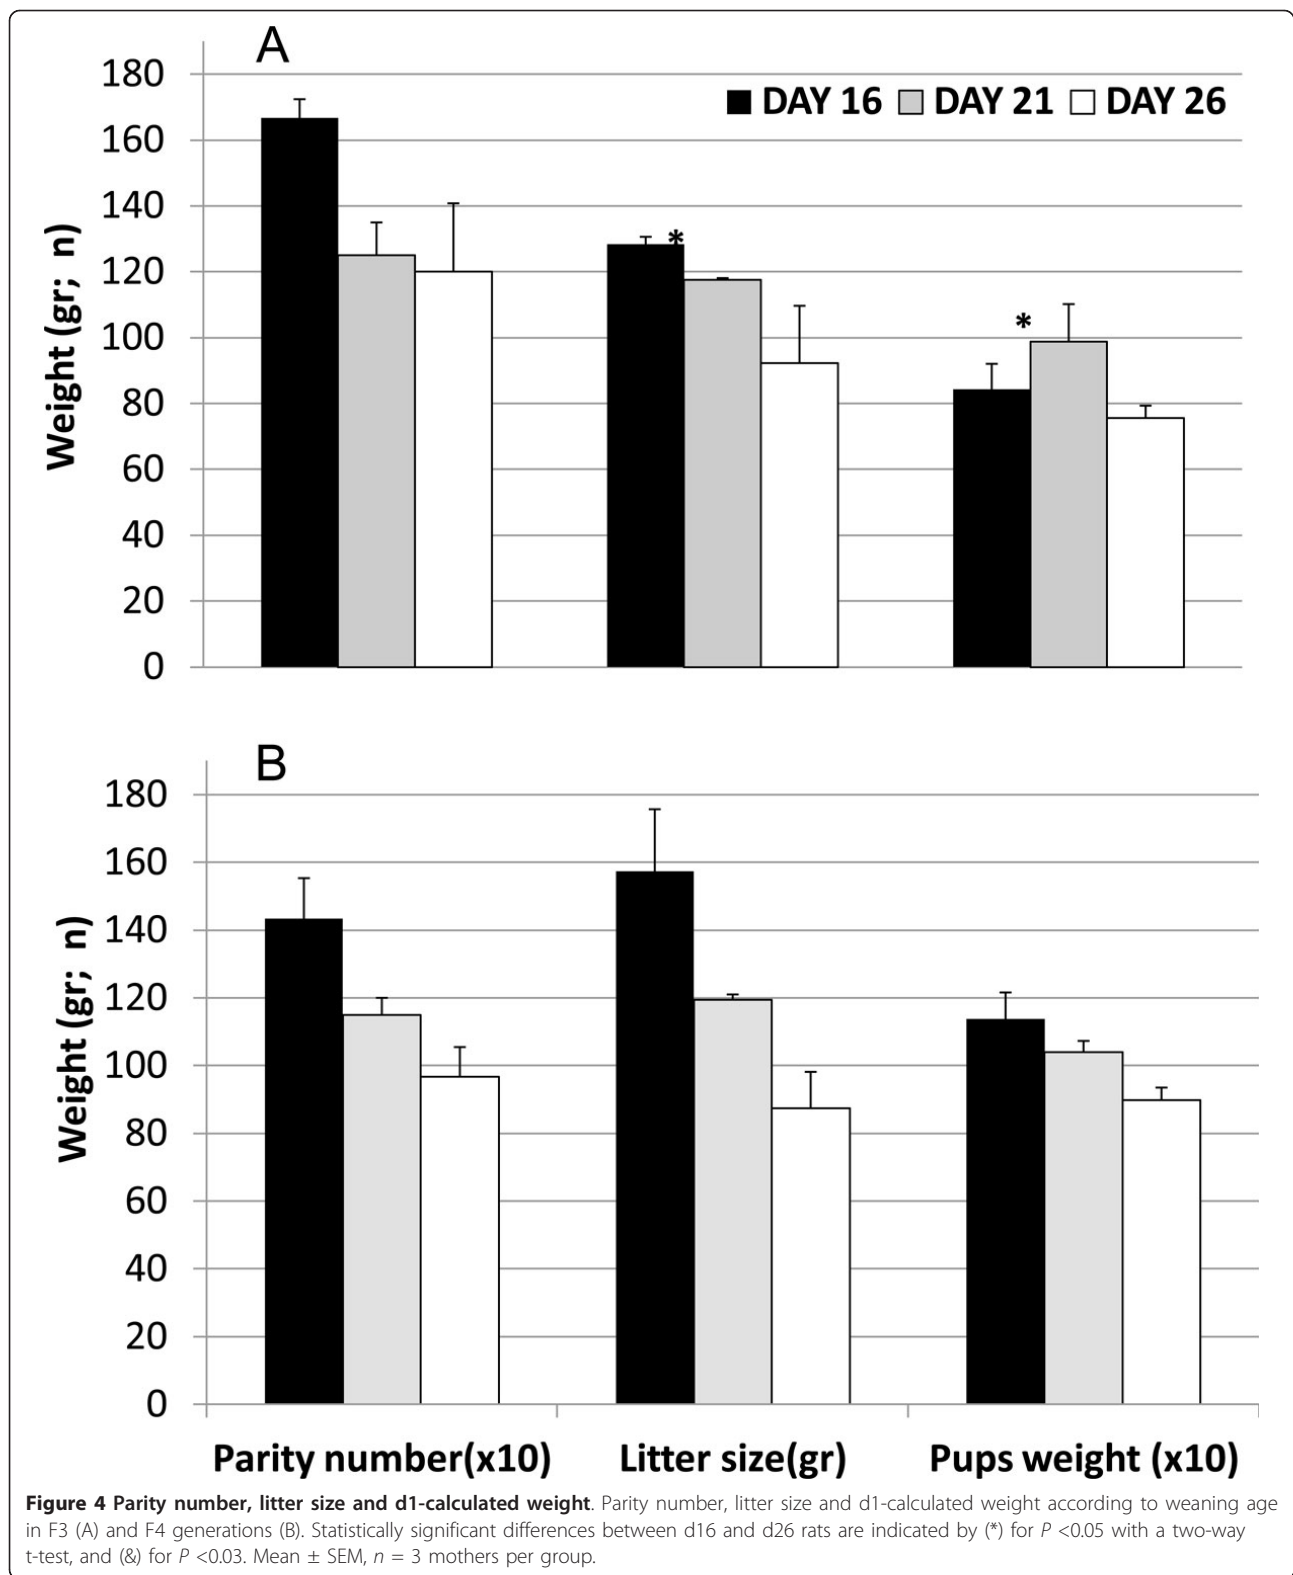 A
180
DAY 16 DAY 21 DAY 26
160
140
120
*
100
*
80
60
40
20
0
Weight (gr; n)
B
180
160
140
120
100
80
60
40
20
0
Weight (gr; n)
Parity number(x10) Litter size(gr) Pups weight (x10)
Figure 4 Parity number, litter size and d1-calculated weight. Parity number, litter size and d1-calculated weight according to weaning age
in F3 (A) and F4 generations (B). Statistically significant differences between d16 and d26 rats are indicated by (*) for P <0.05 with a two-way
t-test, and (&) for P <0.03. Mean ± SEM, n = 3 mothers per group.